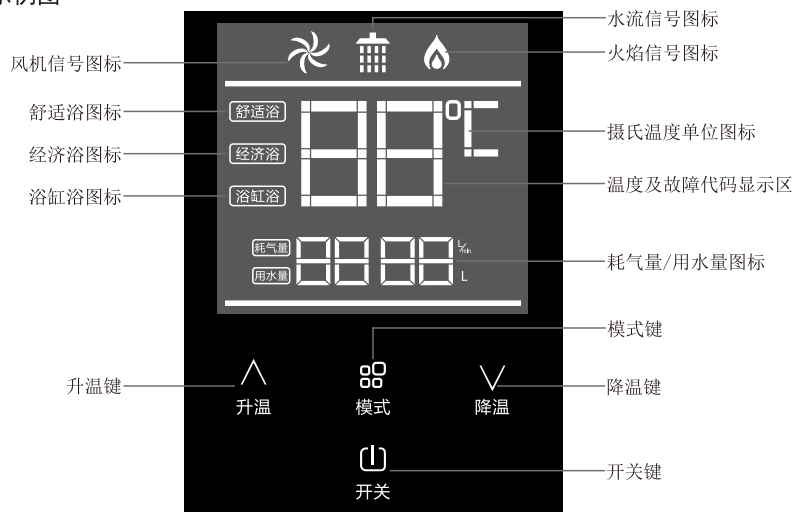 水流信号图标
火焰信号图标
风机信号图标
舒适浴图标
舒适浴
℃
摄氏温度单位图标
经济浴图标
经济浴
88
温度及故障代码显示区
浴缸浴图标
浴缸浴
耗气量
88 88
L/min
耗气量/用水量图标
用水量
L
模式键
升温键
升温
模式
降温
降温键
开关键
开关